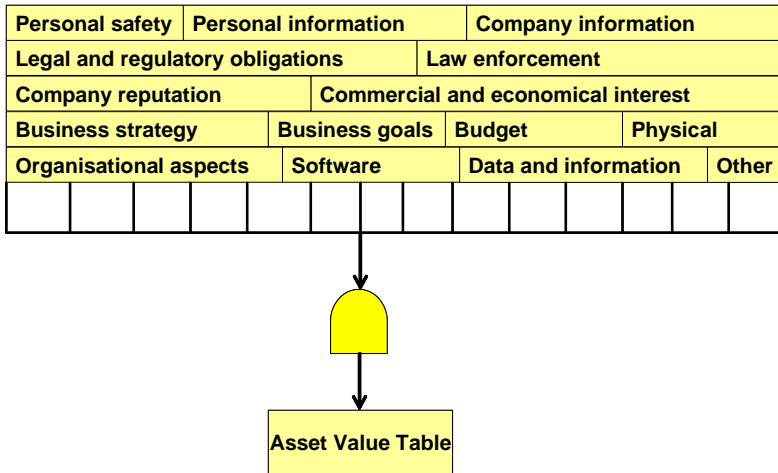 Personal safety Personal information Company information
Legal and regulatory obligations Law enforcement
Company reputation Commercial and economical interest
Business strategy Business goals Budget Physical
Organisational aspects Software Data and information Other
Asset Value Table